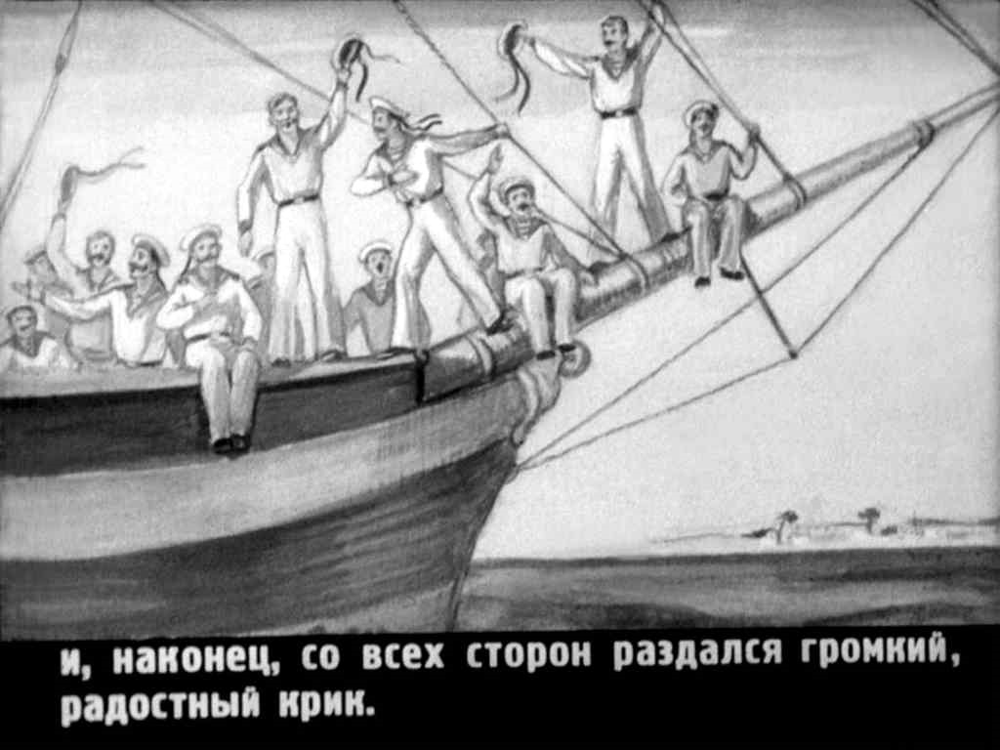 и, наконец, со всех сторон раздался громкий,
радостный крик.